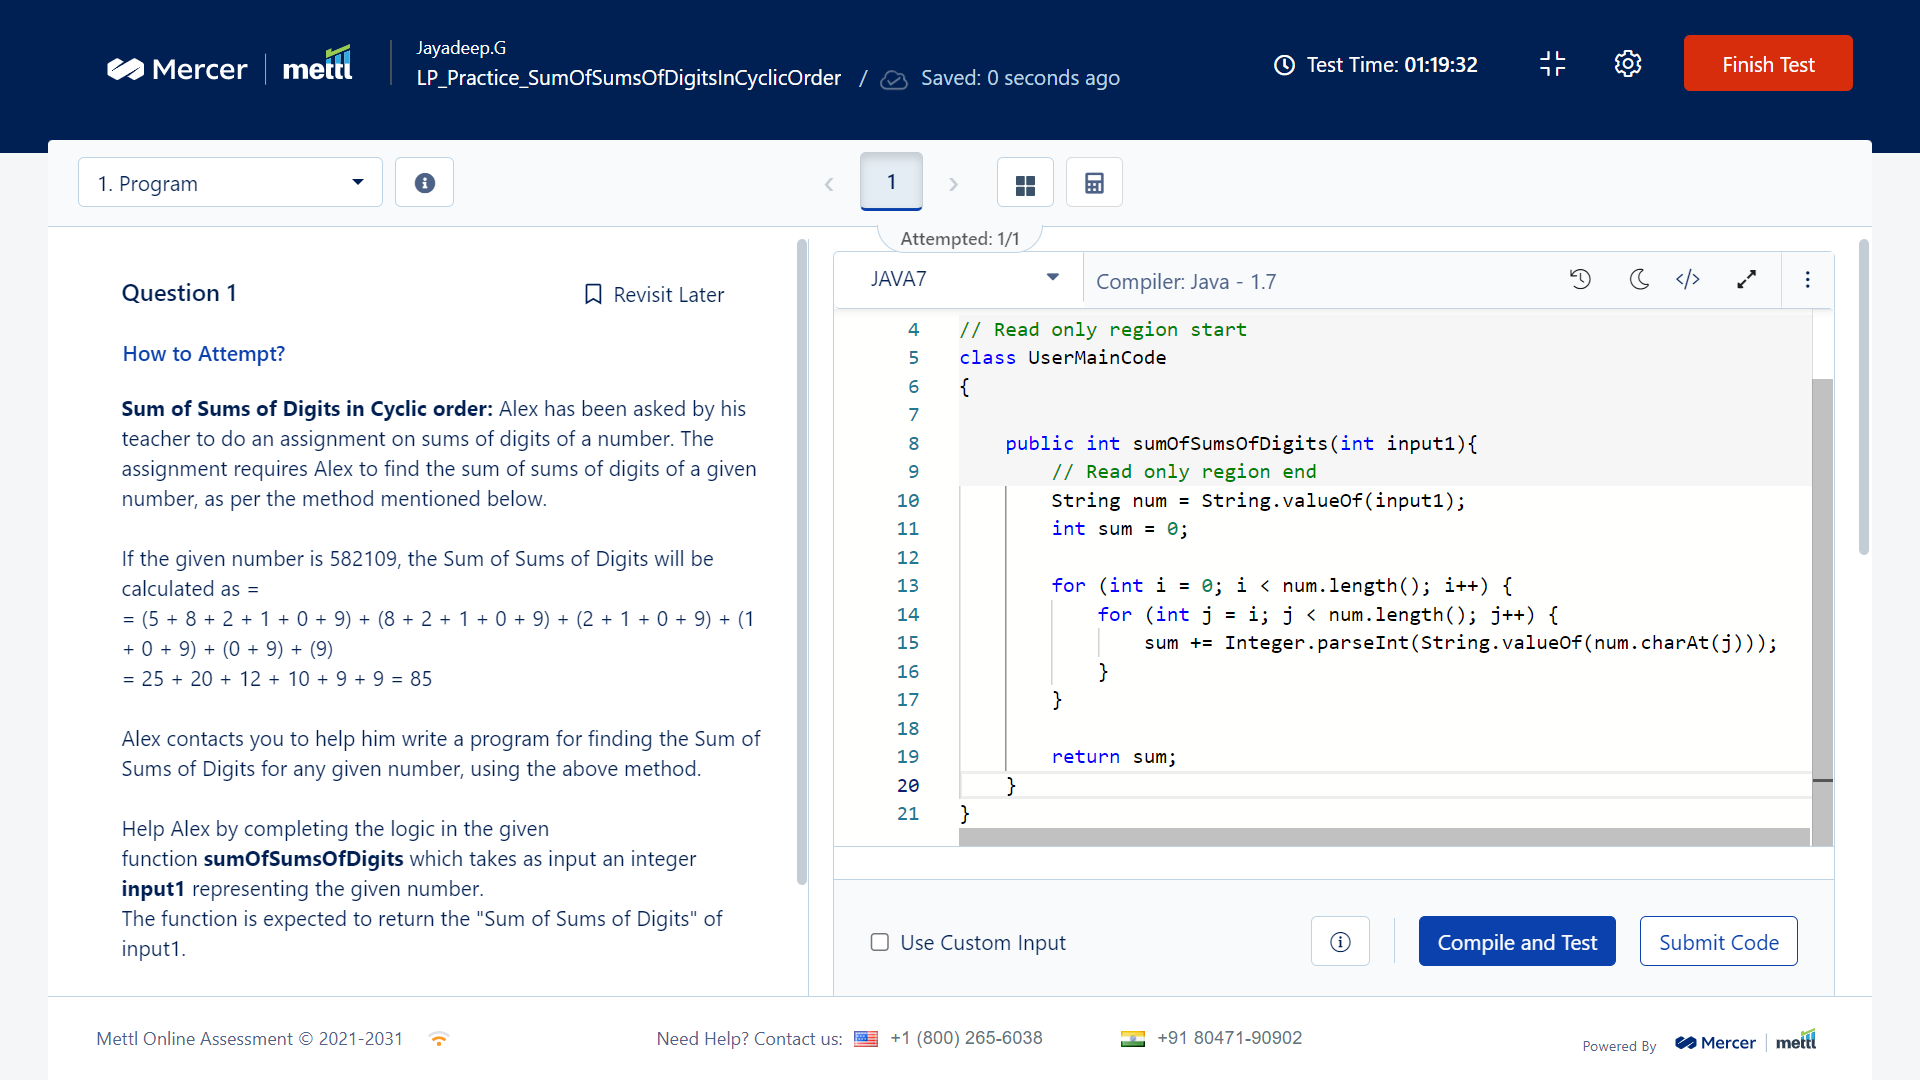 Mercer | mettl
Jayadeep.G
LP_Practice_SumOfSumsOfDigitsInCyclicOrder / Saved: 0 seconds ago
Test Time: 01:19:32
Finish Test
1. Program
1
Attempted: 1/1
Question 1
Revisit Later
How to Attempt?
Sum of Sums of Digits in Cyclic order: Alex has been asked by his
teacher to do an assignment on sums of digits of a number. The
assignment requires Alex to find the sum of sums of digits of a given
number, as per the method mentioned below.
If the given number is 582109, the Sum of Sums of Digits will be
calculated as =
= (5 + 8 + 2 + 1 + 0 + 9) + (8 + 2 + 1 + 0 + 9) + (2 + 1 + 0 + 9) + (1
+ 0 + 9) + (0 + 9) + (9)
= 25 + 20 + 12 + 10 + 9 + 9 = 85
Alex contacts you to help him write a program for finding the Sum of
Sums of Digits for any given number, using the above method.
Help Alex by completing the logic in the given
function sumOfSumsOfDigits which takes as input an integer
input1 representing the given number.
The function is expected to return the "Sum of Sums of Digits" of
input1.
JAVA7
Compiler: Java - 1.7
4 // Read only region start
5 class UserMainCode
6 {
7
8 public int sumOfSumsOfDigits(int input1){
9 // Read only region end
10 String num = String.valueOf(input1);
11 int sum = 0;
12
13 for (int i = 0; i < num.length(); i++) {
14 for (int j = i; j < num.length(); j++) {
15 sum += Integer.parseInt(String.valueOf(num.charAt(j)));
16 }
17 }
18
19 return sum;
20 }
21 }
Use Custom Input
Compile and Test
Submit Code
Mettl Online Assessment © 2021-2031
Need Help? Contact us: +1 (800) 265-6038
+91 80471-90902
Powered By Mercer | mettl